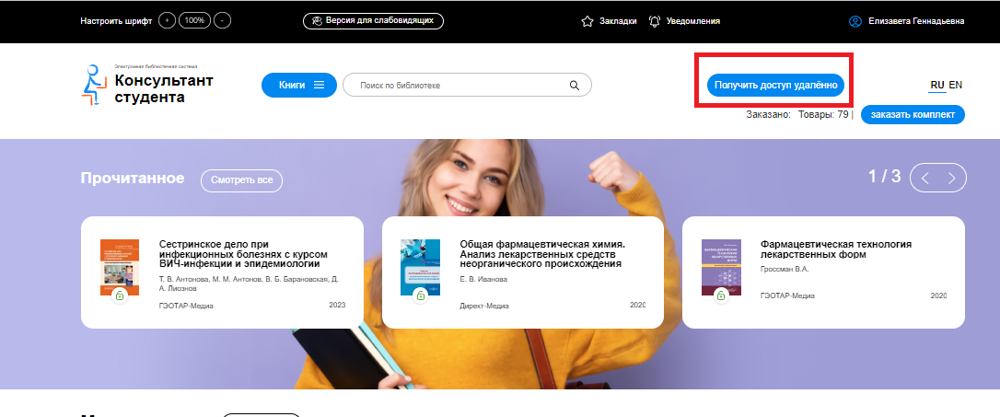 Настроить шрифт + 100% - Версия для слабовидящих Закладки Уведомления Елизавета Геннадьевна
Электронная библиотечная система
Консультант
студента
Книги
Поиск по библиотеке
Получить доступ удалённо
RU EN
Заказано: Товары: 79 | заказать комплект
Прочитанное Смотреть все 1 / 3
Сестринское дело при
инфекционных болезнях с курсом
ВИЧ-инфекции и эпидемиологии
Т. В. Антонова, М. М. Антонов, В. Б. Барановская, Д.
А. Лиознов
ГЭОТАР-Медиа 2023
Общая фармацевтическая химия.
Анализ лекарственных средств
неорганического происхождения
Е. В. Иванова
Директ-Медиа 2020
Фармацевтическая технология
лекарственных форм
Гроссман В.А.
ГЭОТАР-Медиа 2020